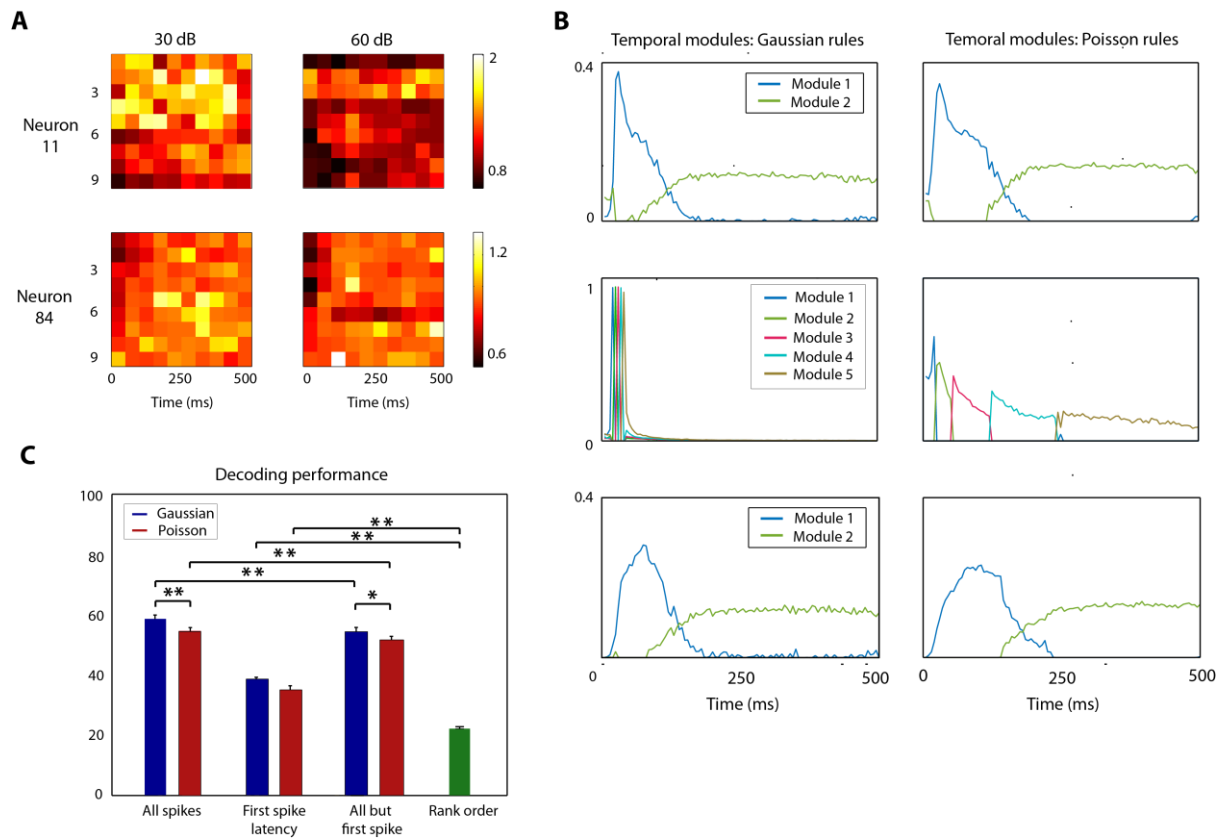 A
30 dB
60 dB
Neuron
11
3
6
9
2
0.8
Neuron
84
3
6
9
1.2
0.6
0
250
500
0
250
500
Time (ms)
Time (ms)
B
Temporal modules: Gaussian rules
Temoral modules: Poisson rules
0.4
0
Module 1
Module 2
1
0
Module 1
Module 2
Module 3
Module 4
Module 5
0.4
Module 1
Module 2
0
250
500
0
250
500
Time (ms)
Time (ms)
C
Decoding performance
100
80
60
40
20
0
Gaussian
Poisson
**
**
**
**
**
*
All spikes
First spike
latency
All but
first spike
Rank order